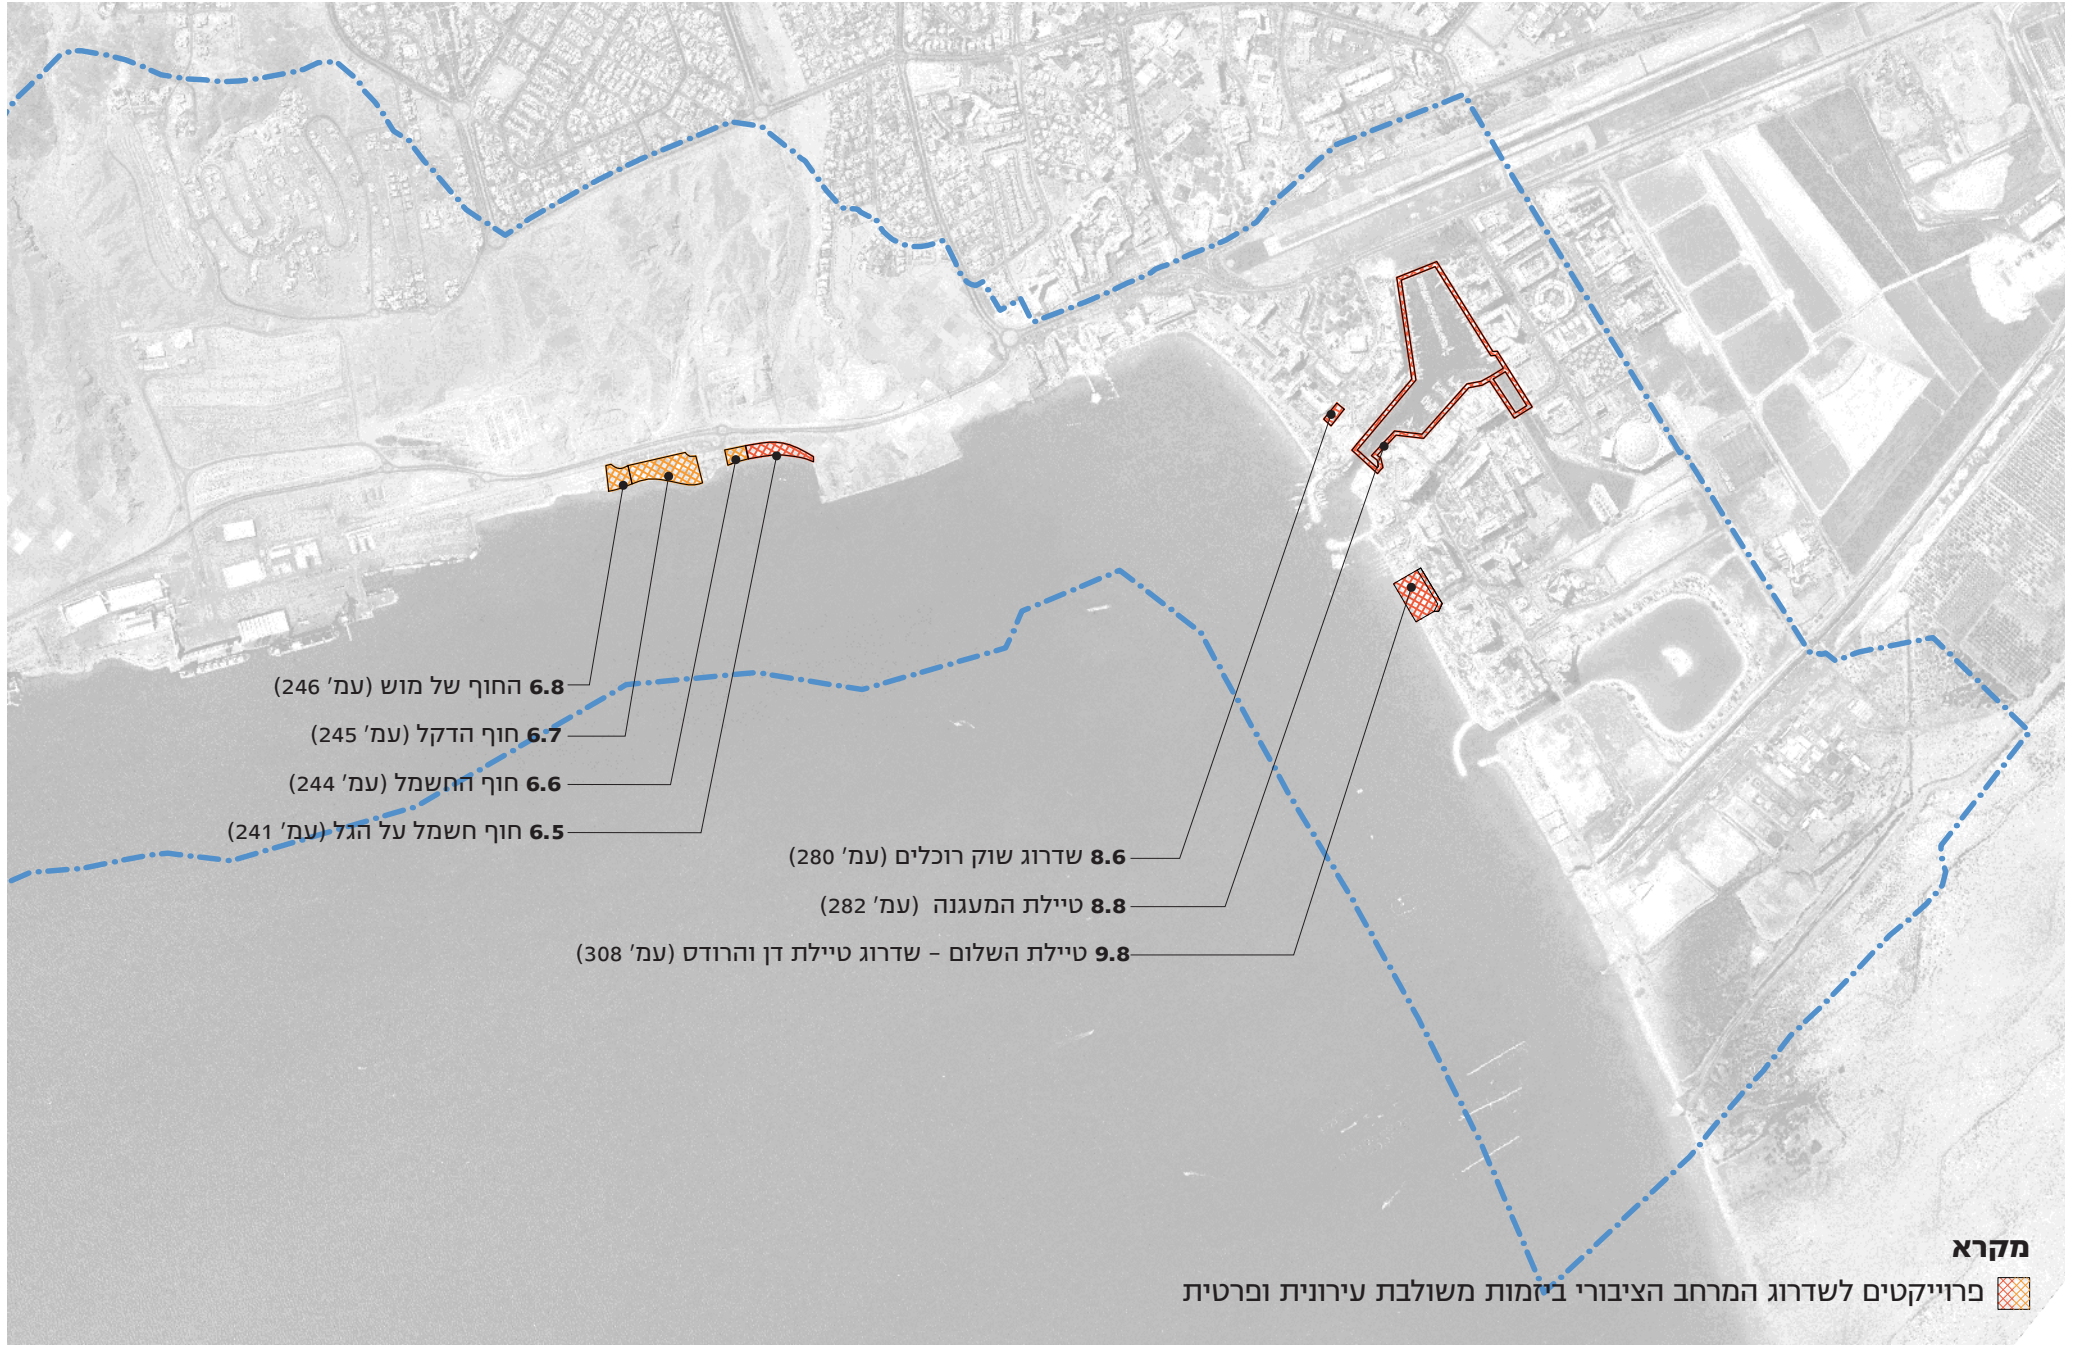 6.8 החוף של מוש (עמ' 246)
6.7 חוף הדקל (עמ' 245)
6.6 חוף החשמל (עמ' 244)
6.5 חוף חשמל על הגל (עמ' 241)
8.6 שדרוג שוק רוכלים (עמ' 280)
8.8 טיילת המעגנה (עמ' 282)
9.8 טיילת השלום – שדרוג טיילת דן והרודס (עמ' 308)
מקרא
פרוייקטים לשדרוג המרחב הציבורי ביזמות משולבת עירונית ופרטית